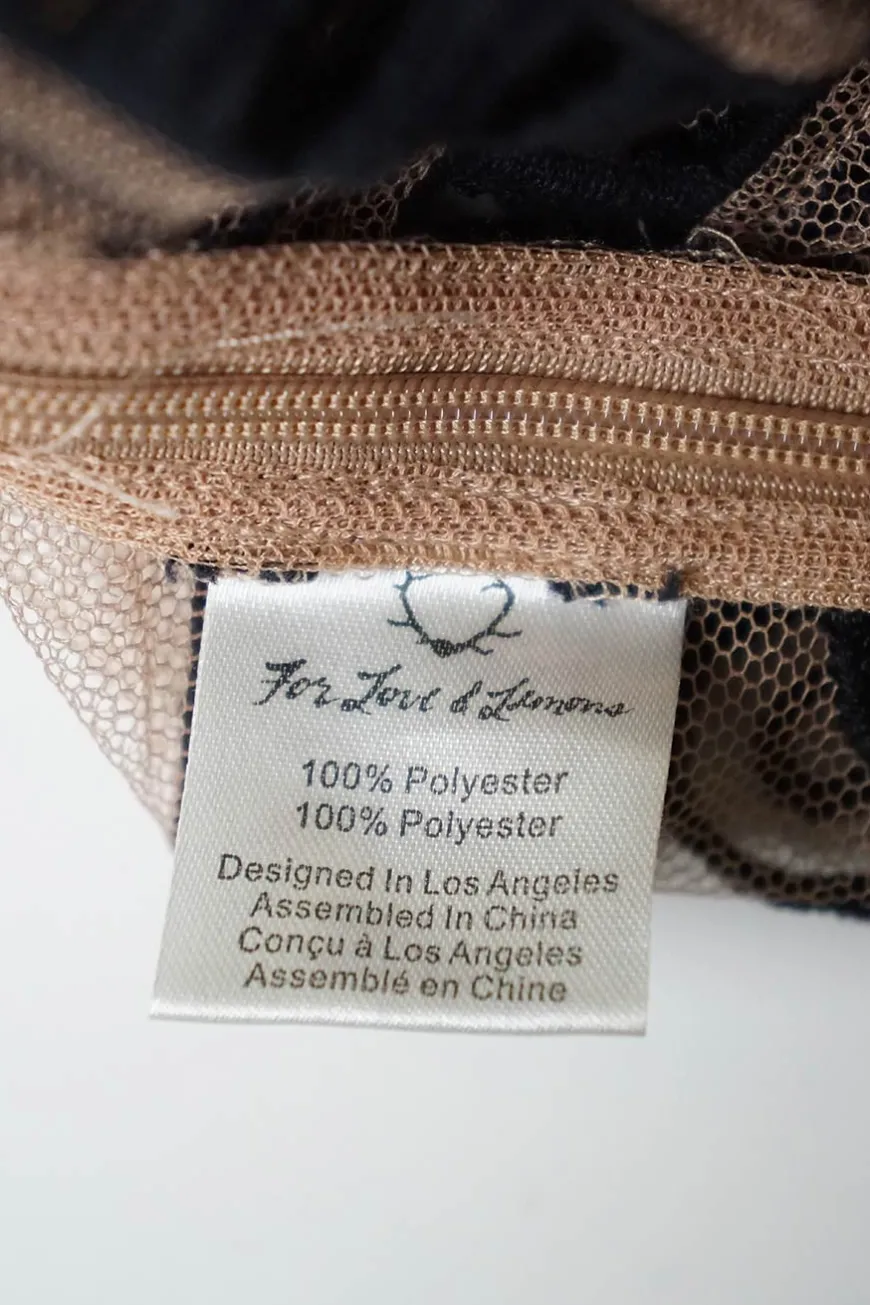 For Love & Lemons
100% Polyester
100% Polyester
Designed In Los Angeles
Assembled In China
Conçu à Los Angeles
Assemblé en Chine